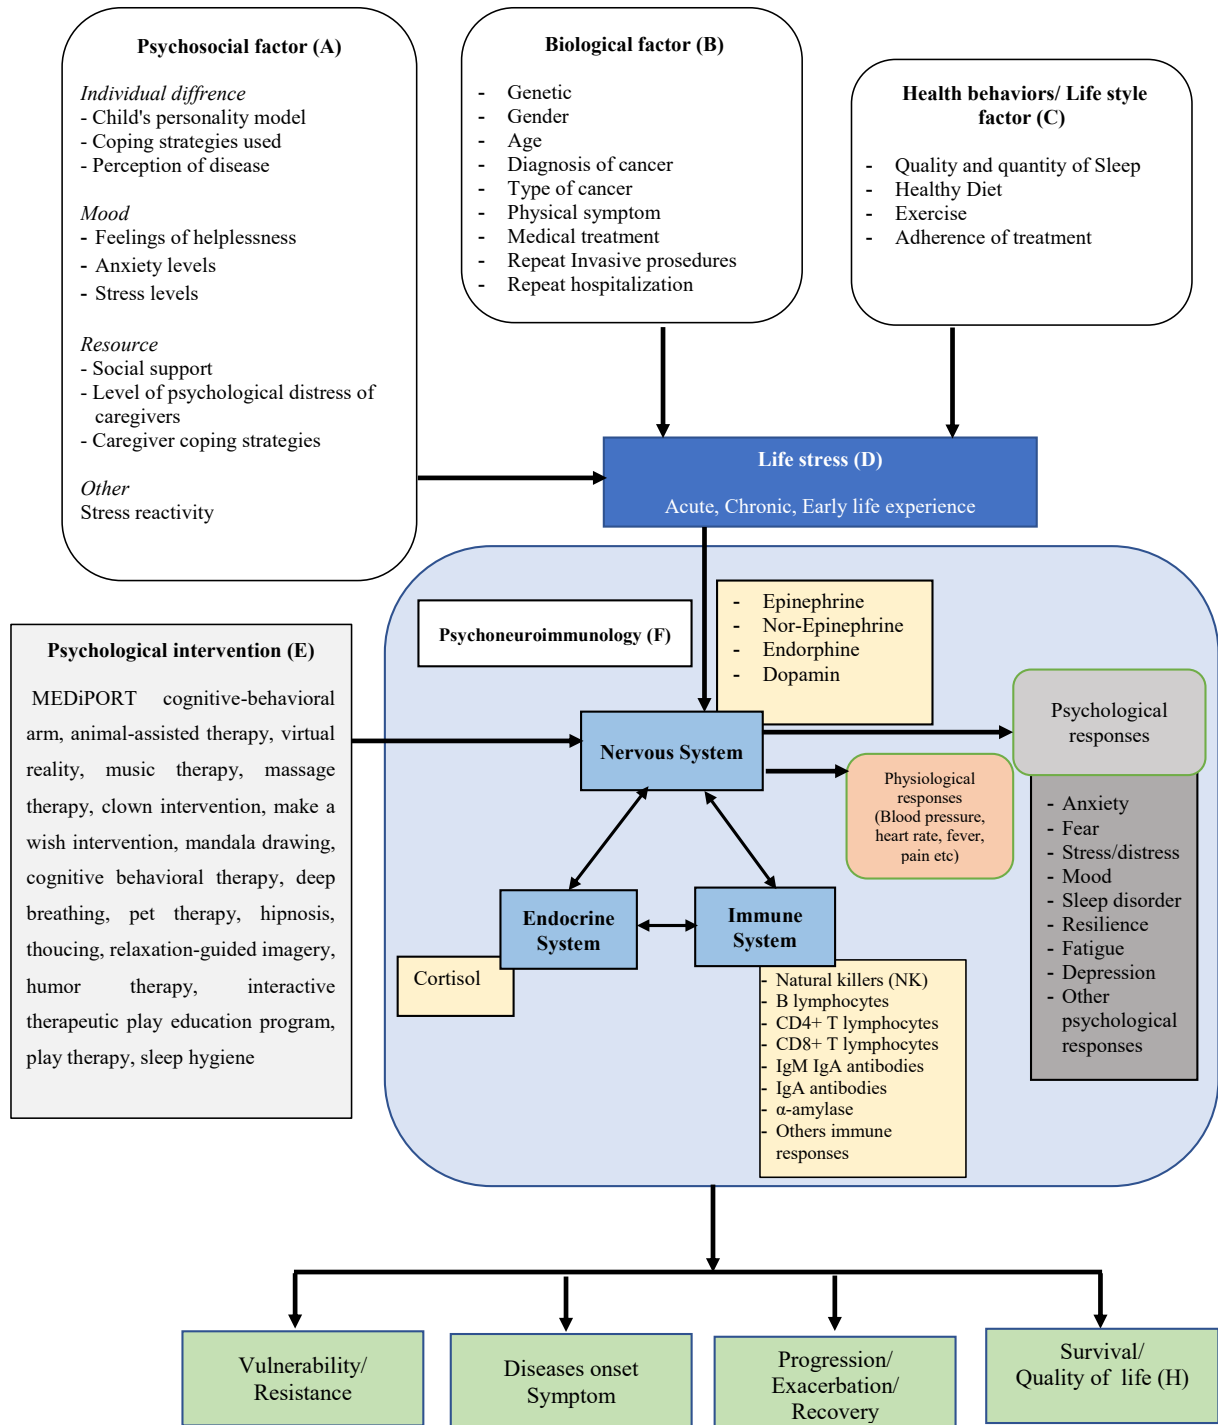 Psychosocial factor (A)
Individual diffrence
- Child's personality model
- Coping strategies used
- Perception of disease
Mood
- Feelings of helplessness
- Anxiety levels
- Stress levels
Resource
- Social support
- Level of psychological distress of
caregivers
- Caregiver coping strategies
Other
Stress reactivity
Biological factor (B)
- Genetic
- Gender
- Age
- Diagnosis of cancer
- Type of cancer
- Physical symptom
- Medical treatment
- Repeat Invasive prosedures
- Repeat hospitalization
Health behaviors/ Life style
factor (C)
- Quality and quantity of Sleep
- Healthy Diet
- Exercise
- Adherence of treatment
Life stress (D)
Acute, Chronic, Early life experience
Psychological intervention (E)
MEDiPORT cognitive-behavioral
arm, animal-assisted therapy, virtual
reality, music therapy, massage
therapy, clown intervention, make a
wish intervention, mandala drawing,
cognitive behavioral therapy, deep
breathing, pet therapy, hipnosis,
thoucing, relaxation-guided imagery,
humor therapy, interactive
therapeutic play education program,
play therapy, sleep hygiene
Psychoneuroimmunology (F)
- Epinephrine
- Nor-Epinephrine
- Endorphine
- Dopamin
Nervous System
Psychological
responses
Physiological
responses
(Blood pressure,
heart rate, fever,
pain etc)
- Anxiety
- Fear
- Stress/distress
- Mood
- Sleep disorder
- Resilience
- Fatigue
- Depression
- Other
psychological
responses
Endocrine
System
Immune
System
Cortisol
- Natural killers (NK)
- B lymphocytes
- CD4+ T lymphocytes
- CD8+ T lymphocytes
- IgM IgA antibodies
- IgA antibodies
- α-amylase
- Others immune
responses
Vulnerability/
Resistance
Diseases onset
Symptom
Progression/
Exacerbation/
Recovery
Survival/
Quality of life (H)